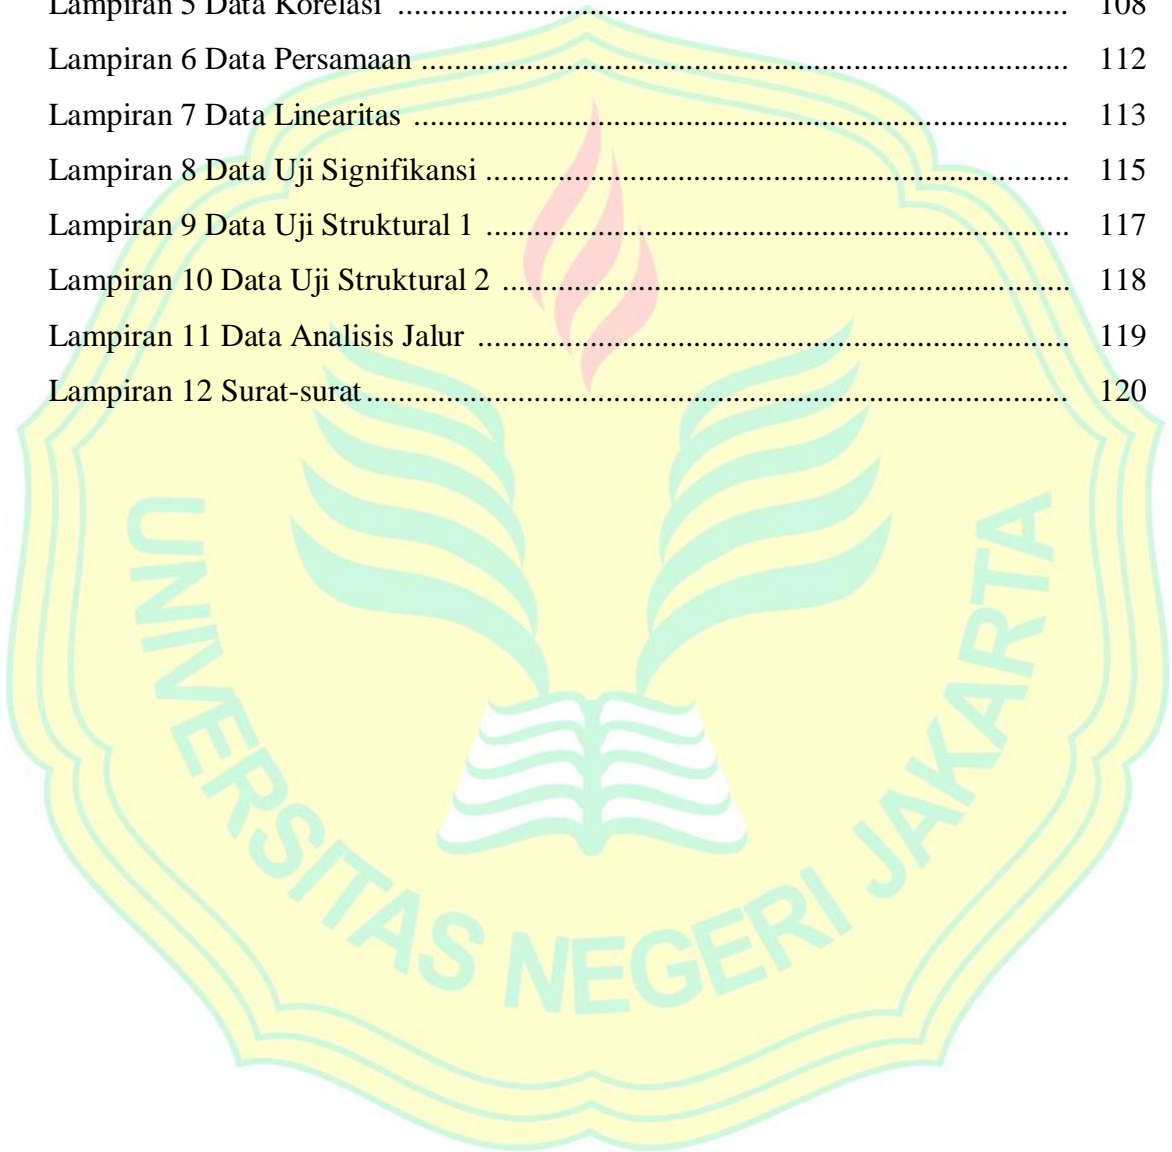 Lampiran 5 Data Korelasi ................................................................................... 108
Lampiran 6 Data Persamaan ................................................................................ 112
Lampiran 7 Data Linearitas ................................................................................. 113
Lampiran 8 Data Uji Signifikansi ........................................................................ 115
Lampiran 9 Data Uji Struktural 1 ........................................................................ 117
Lampiran 10 Data Uji Struktural 2 ...................................................................... 118
Lampiran 11 Data Analisis Jalur ......................................................................... 119
Lampiran 12 Surat-surat ....................................................................................... 120
UNIVERSITAS NEGERI JAKARTA